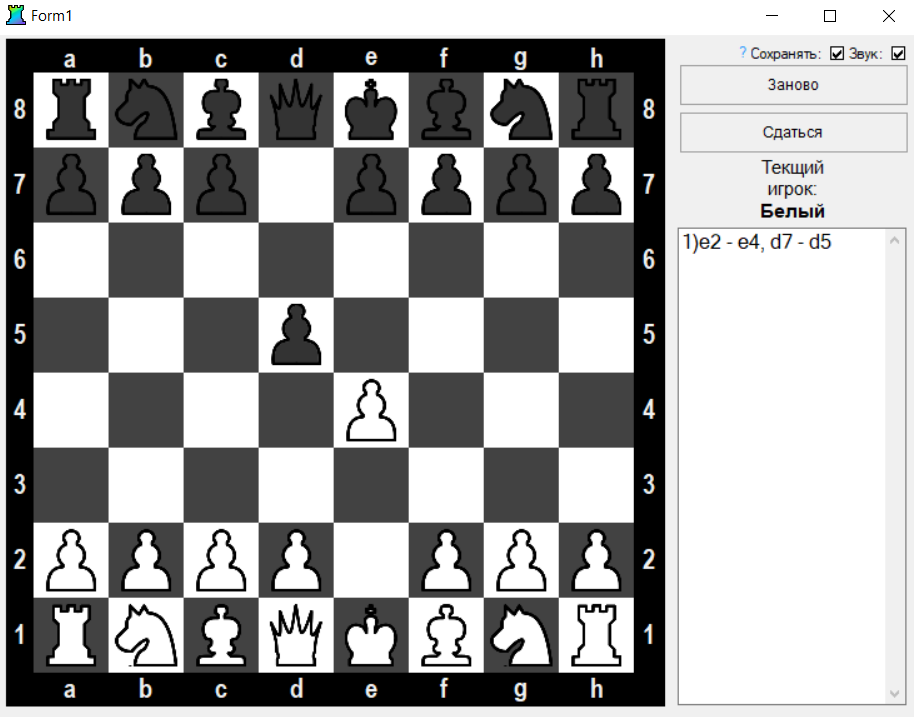 Form1
? Сохранять: Звук:
Заново
Сдаться
Текщий
игрок:
Белый
1)e2 - e4, d7 - d5
a b c d e f g h
8 8
7 7
6 6
5 5
4 4
3 3
2 2
1 1
a b c d e f g h